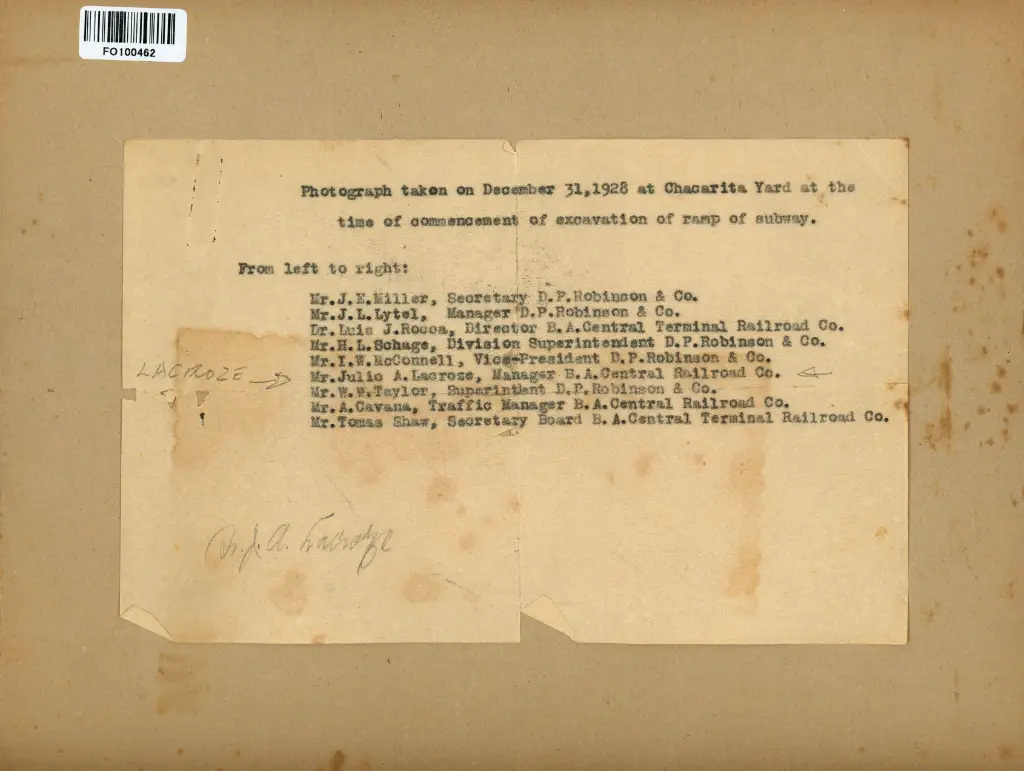 FO100462
Photograph taken on December 31,1928 at Chacarita Yard at the
time of commencement of excavation of ramp of subway.
From left to right:
Mr.J.E.Miller, Secretary D.P.Robinson & Co.
Mr.J.L.Lytel, Manager D.P.Robinson & Co.
Dr.Luis J.Rocca, Director B.A.Central Terminal Railroad Co.
Mr.H.L.Schage, Division Superintendent D.P.Robinson & Co.
Mr.I.W.McConnell, Vice-President D.P.Robinson & Co.
LACROZE → Mr.Julio A.Lacroze, Manager B.A.Central Railroad Co. ←
Mr.W.W.Taylor, Superintdant D.P.Robinson & Co.
Mr.A.Cavana, Traffic Manager B.A.Central Railroad Co.
Mr.Tomas Shaw, Secretary Board B.A.Central Terminal Railroad Co.
J. A. Lacroze